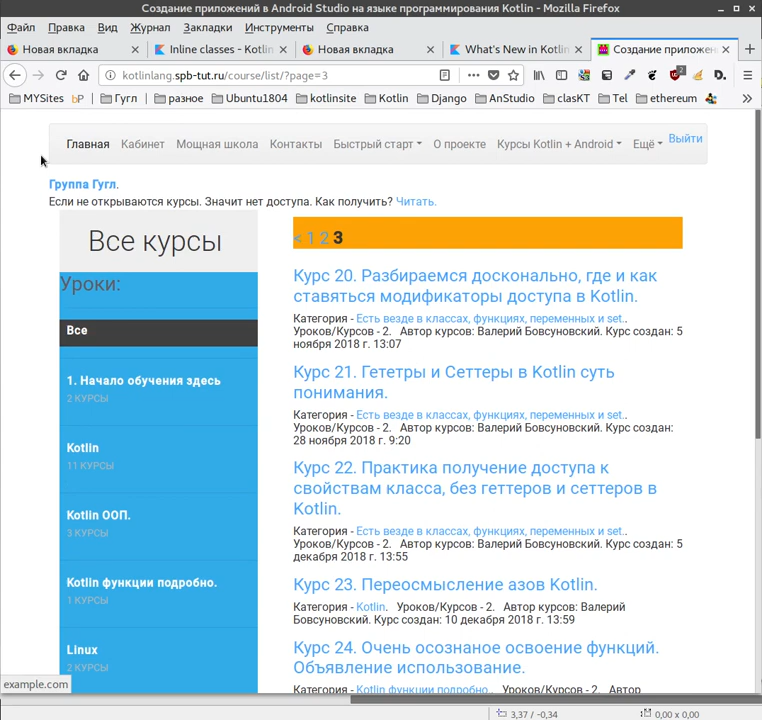 Создание приложений в Android Studio на языке программирования Kotlin - Mozilla Firefox
Файл Правка Вид Журнал Закладки Инструменты Справка
Новая вкладка Inline classes - Kotlin Новая вкладка What's New in Kotlin Создание приложен
kotlinlang.spb-tut.ru/course/list/?page=3
2
MYSites bP Гугл разное Ubuntu1804 kotlinsite Kotlin Django AnStudio clasKT Tel ethereum
Главная Кабинет Мощная школа Контакты Быстрый старт О проекте Курсы Kotlin + Android Ещё Выйти
Группа Гугл.
Если не открываются курсы. Значит нет доступа. Как получить? Читать.
Все курсы
Уроки:
Все
1. Начало обучения здесь
2 КУРСЫ
Kotlin
11 КУРСЫ
Kotlin ООП.
3 КУРСЫ
Kotlin функции подробно.
1 КУРСЫ
Linux
2 КУРСЫ
< 1 2 3
Курс 20. Разбираемся досконально, где и как
ставяться модификаторы доступа в Kotlin.
Категория - Есть везде в классах, функциях, переменных и set..
Уроков/Курсов - 2. Автор курсов: Валерий Бовсуновский. Курс создан: 5
ноября 2018 г. 13:07
Курс 21. Гететры и Сеттеры в Kotlin суть
понимания.
Категория - Есть везде в классах, функциях, переменных и set..
Уроков/Курсов - 2. Автор курсов: Валерий Бовсуновский. Курс создан:
28 ноября 2018 г. 9:20
Курс 22. Практика получение доступа к
свойствам класса, без геттеров и сеттеров в
Kotlin.
Категория - Есть везде в классах, функциях, переменных и set..
Уроков/Курсов - 2. Автор курсов: Валерий Бовсуновский. Курс создан: 5
декабря 2018 г. 13:55
Курс 23. Переосмысление азов Kotlin.
Категория - Kotlin. Уроков/Курсов - 2. Автор курсов: Валерий
Бовсуновский. Курс создан: 10 декабря 2018 г. 13:59
Курс 24. Очень осознаное освоение функций.
Объявление использование.
Категория - Kotlin функции подробно.. Уроков/Курсов - 2. Автор
example.com
3,37 / -0,34 0,00 x 0,00